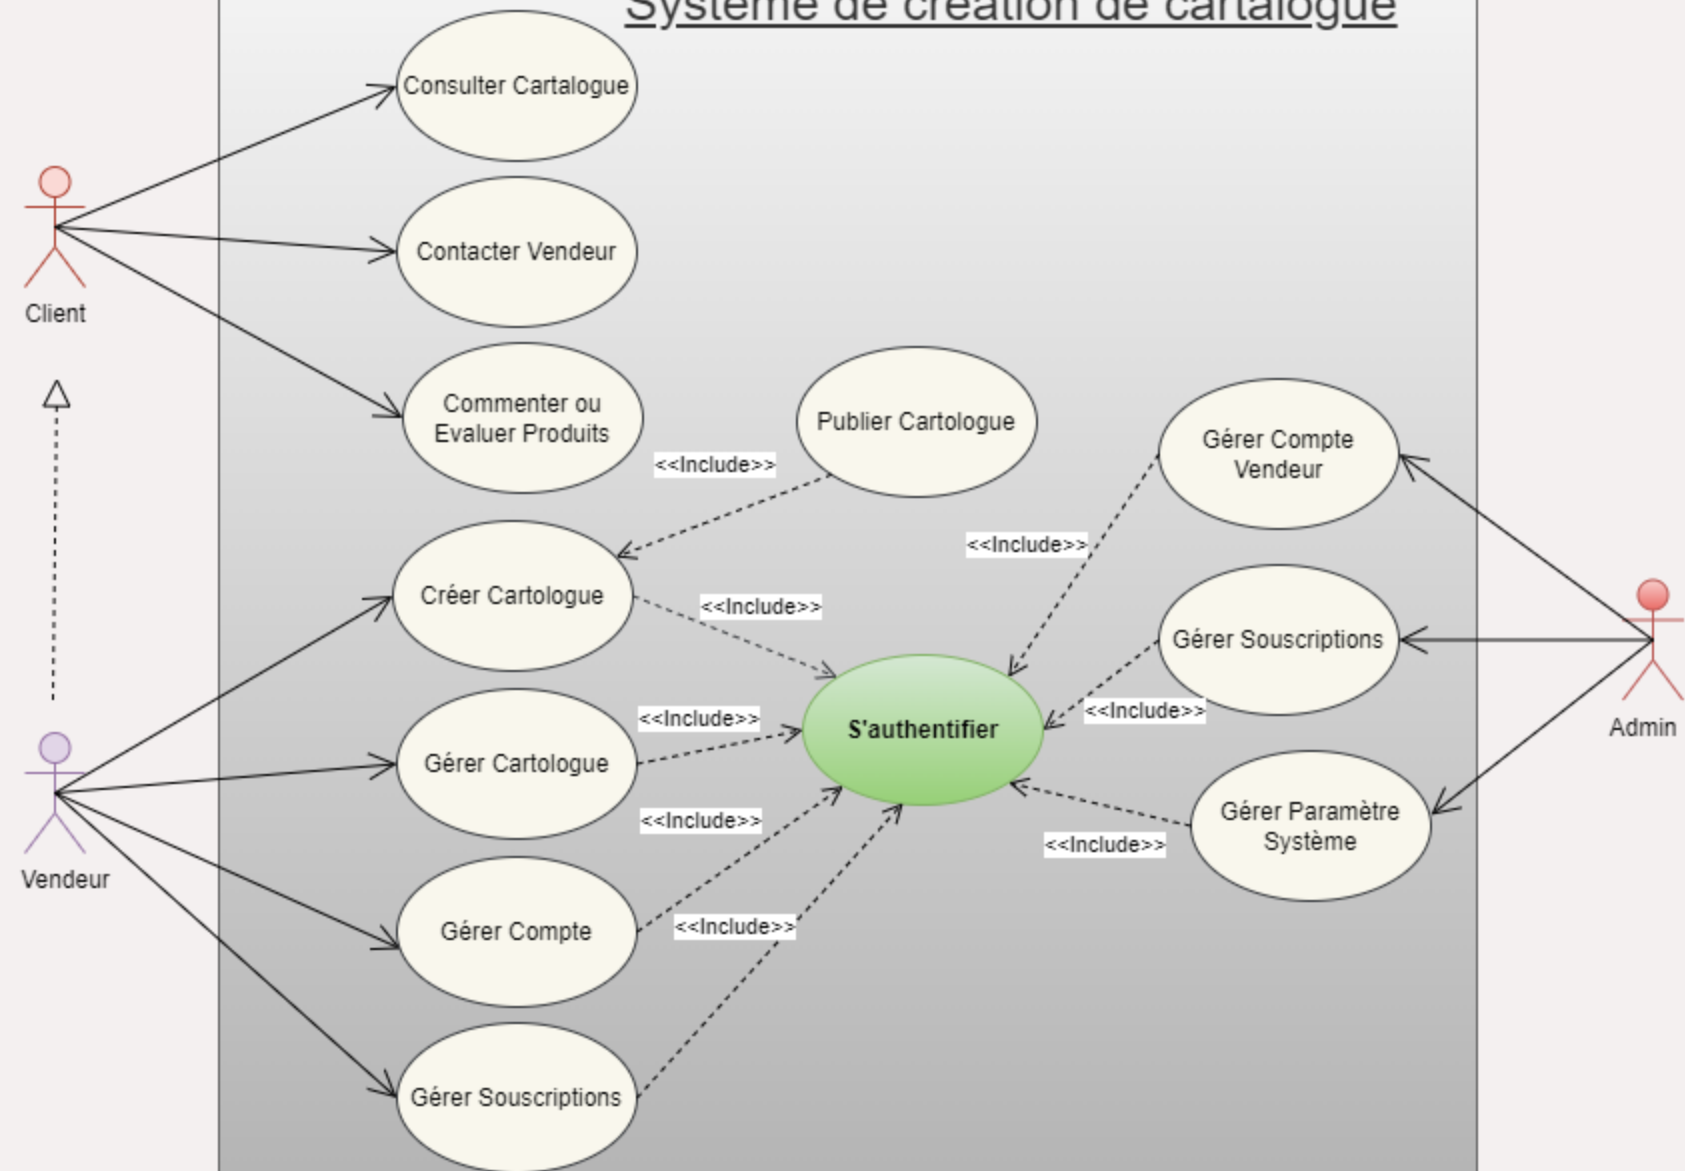 Système de création de cartalogue
Consulter Cartalogue
Contacter Vendeur
Client
Commenter ou
Evaluer Produits
Publier Cartologue
Gérer Compte
Vendeur
<<Include>>
<<Include>>
Créer Cartologue
<<Include>>
Gérer Souscriptions
<<Include>>
Admin
S'authentifier
<<Include>>
Gérer Cartologue
<<Include>>
Gérer Paramètre
Système
<<Include>>
Vendeur
Gérer Compte
<<Include>>
Gérer Souscriptions